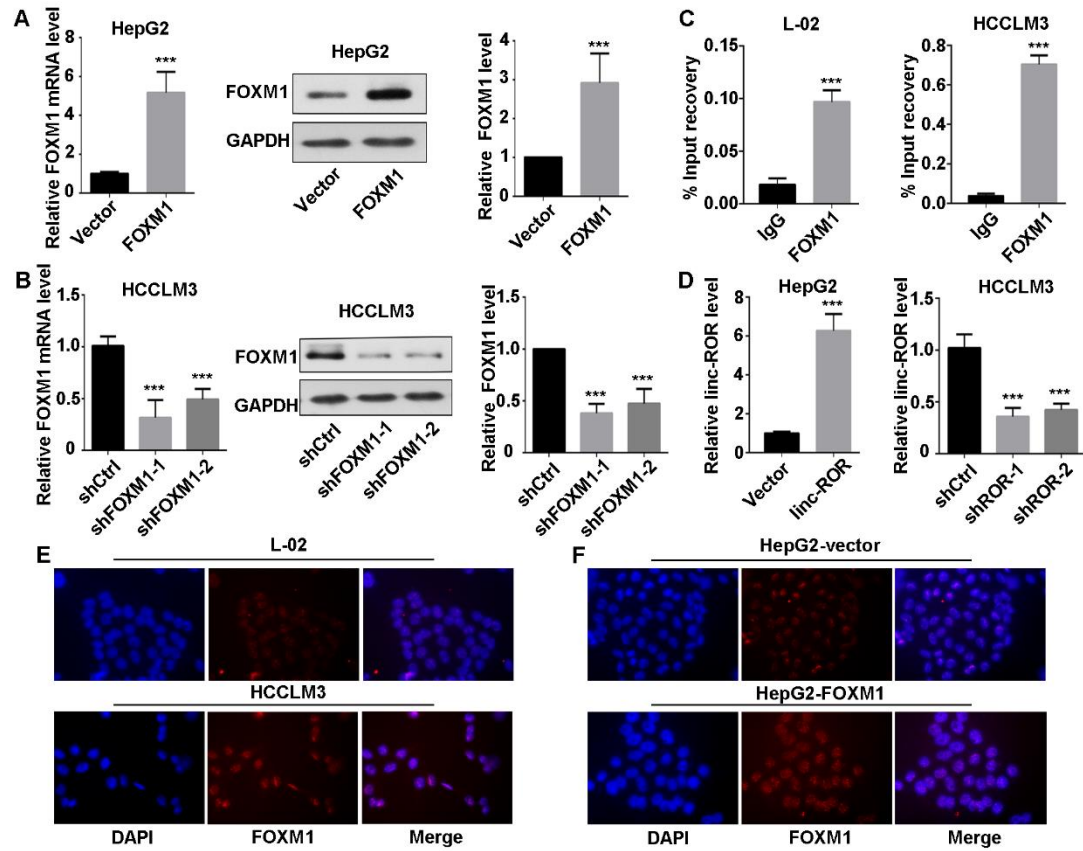 A
HepG2
Relative FOXM1 mRNA level
8
6
4
2
0
***
Vector
FOXM1
HepG2
FOXM1
GAPDH
Vector
FOXM1
Relative FOXM1 level
4
3
2
1
0
***
Vector
FOXM1
C
L-02
% Input recovery
0.15
0.10
0.05
0.00
***
IgG
FOXM1
HCCLM3
% Input recovery
0.8
0.6
0.4
0.2
0.0
***
IgG
FOXM1
B
HCCLM3
Relative FOXM1 mRNA level
1.5
1.0
0.5
0
***
***
shCtrl
shFOXM1-1
shFOXM1-2
HCCLM3
FOXM1
GAPDH
shCtrl
shFOXM1-1
shFOXM1-2
Relative FOXM1 level
1.5
1.0
0.5
0
***
***
shCtrl
shFOXM1-1
shFOXM1-2
D
HepG2
Relative linc-ROR level
8
6
4
2
0
***
Vector
linc-ROR
HCCLM3
Relative linc-ROR level
1.5
1.0
0.5
0
***
***
shCtrl
shROR-1
shROR-2
E
L-02
HCCLM3
DAPI
FOXM1
Merge
F
HepG2-vector
HepG2-FOXM1
DAPI
FOXM1
Merge